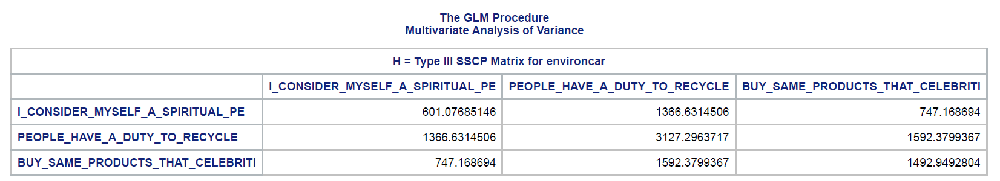 The GLM Procedure
Multivariate Analysis of Variance
H = Type III SSCP Matrix for environcar
I_CONSIDER_MYSELF_A_SPIRITUAL_PE PEOPLE_HAVE_A_DUTY_TO_RECYCLE BUY_SAME_PRODUCTS_THAT_CELEBRITI
I_CONSIDER_MYSELF_A_SPIRITUAL_PE 601.07685146 1366.6314506 747.168694
PEOPLE_HAVE_A_DUTY_TO_RECYCLE 1366.6314506 3127.2963717 1592.3799367
BUY_SAME_PRODUCTS_THAT_CELEBRITI 747.168694 1592.3799367 1492.9492804